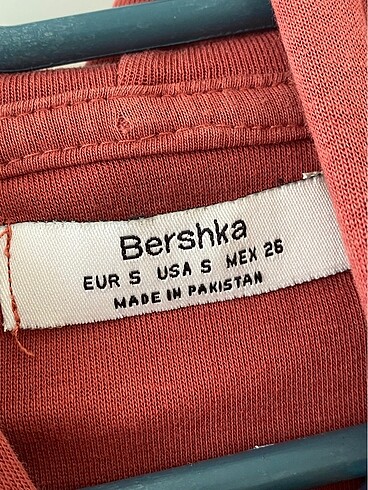 Bershka
EUR S USA S MEX 26
MADE IN PAKISTAN